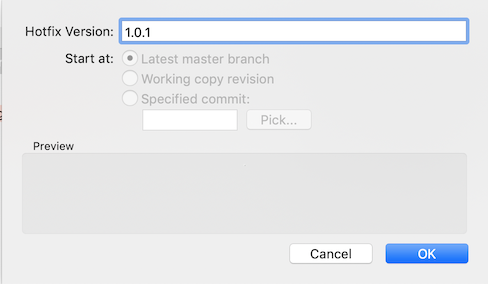 Hotfix Version: 1.0.1
Start at: Latest master branch
Working copy revision
Specified commit:
Pick...
Preview
Cancel OK